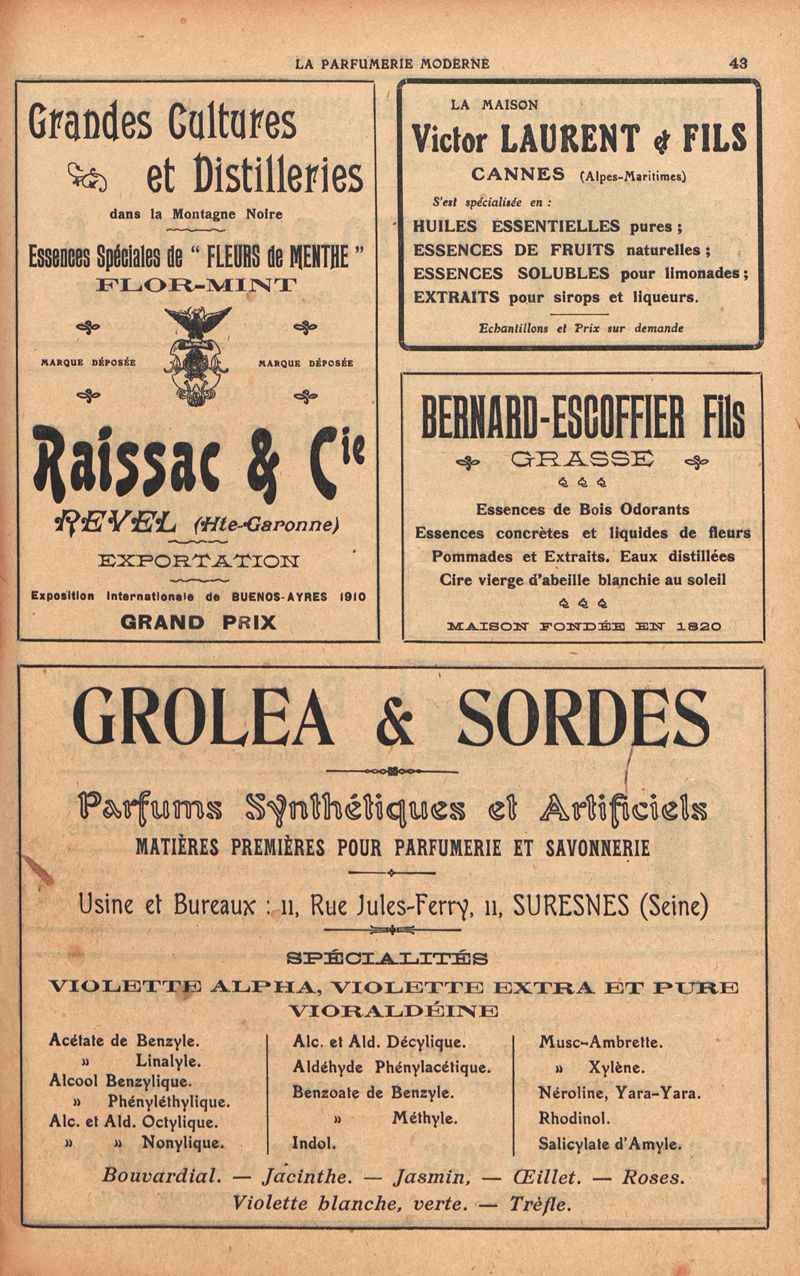 LA PARFUMERIE MODERNE 43
Grandes Cultures
et Distilleries
dans la Montagne Noire
Essences Spéciales de “ FLEURS de MENTHE ”
FLOR-MINT
MARQUE DÉPOSÉE MARQUE DÉPOSÉE
Raissac & Cie
REVEL (Hte-Garonne)
EXPORTATION
Exposition Internationale de BUENOS-AYRES 1910
GRAND PRIX
LA MAISON
Victor LAURENT & FILS
CANNES (Alpes-Maritimes)
S'est spécialisée en :
HUILES ESSENTIELLES pures ;
ESSENCES DE FRUITS naturelles ;
ESSENCES SOLUBLES pour limonades ;
EXTRAITS pour sirops et liqueurs.
Echantillons et Prix sur demande
BERNARD-ESCOFFIER Fils
GRASSE
Essences de Bois Odorants
Essences concrètes et liquides de fleurs
Pommades et Extraits. Eaux distillées
Cire vierge d'abeille blanchie au soleil
MAISON FONDÉE EN 1820
GROLEA & SORDES
Parfums Synthétiques et Artificiels
MATIÈRES PREMIÈRES POUR PARFUMERIE ET SAVONNERIE
Usine et Bureaux : 11, Rue Jules-Ferry, 11, SURESNES (Seine)
SPÉCIALITÉS
VIOLETTE ALPHA, VIOLETTE EXTRA ET PURE
VIORALDÉINE
Acétate de Benzyle.
» Linalyle.
Alcool Benzylique.
» Phényléthylique.
Alc. et Ald. Octylique.
» » Nonylique.
Alc. et Ald. Décylique.
Aldéhyde Phénylacétique.
Benzoate de Benzyle.
» Méthyle.
Indol.
Musc-Ambrette.
» Xylène.
Néroline, Yara-Yara.
Rhodinol.
Salicylate d'Amyle.
Bouvardial. — Jacinthe. — Jasmin, — Œillet. — Roses.
Violette blanche, verte. — Trèfle.